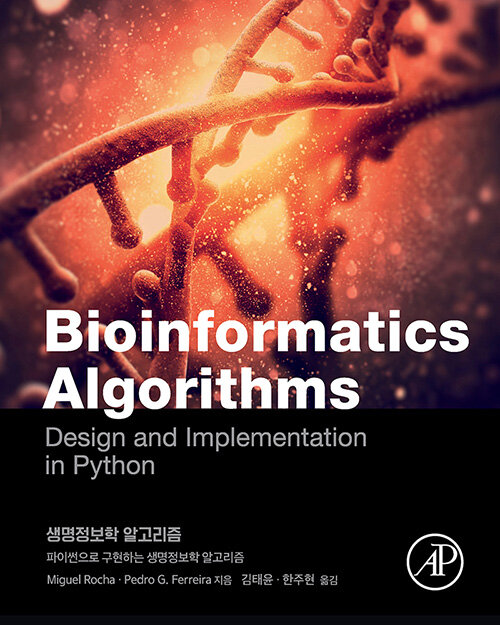 Bioinformatics
Algorithms
Design and Implementation
in Python
생명정보학 알고리즘
파이썬으로 구현하는 생명정보학 알고리즘
Miguel Rocha · Pedro G. Ferreira 지음 김태윤 · 한주현 옮김
AP